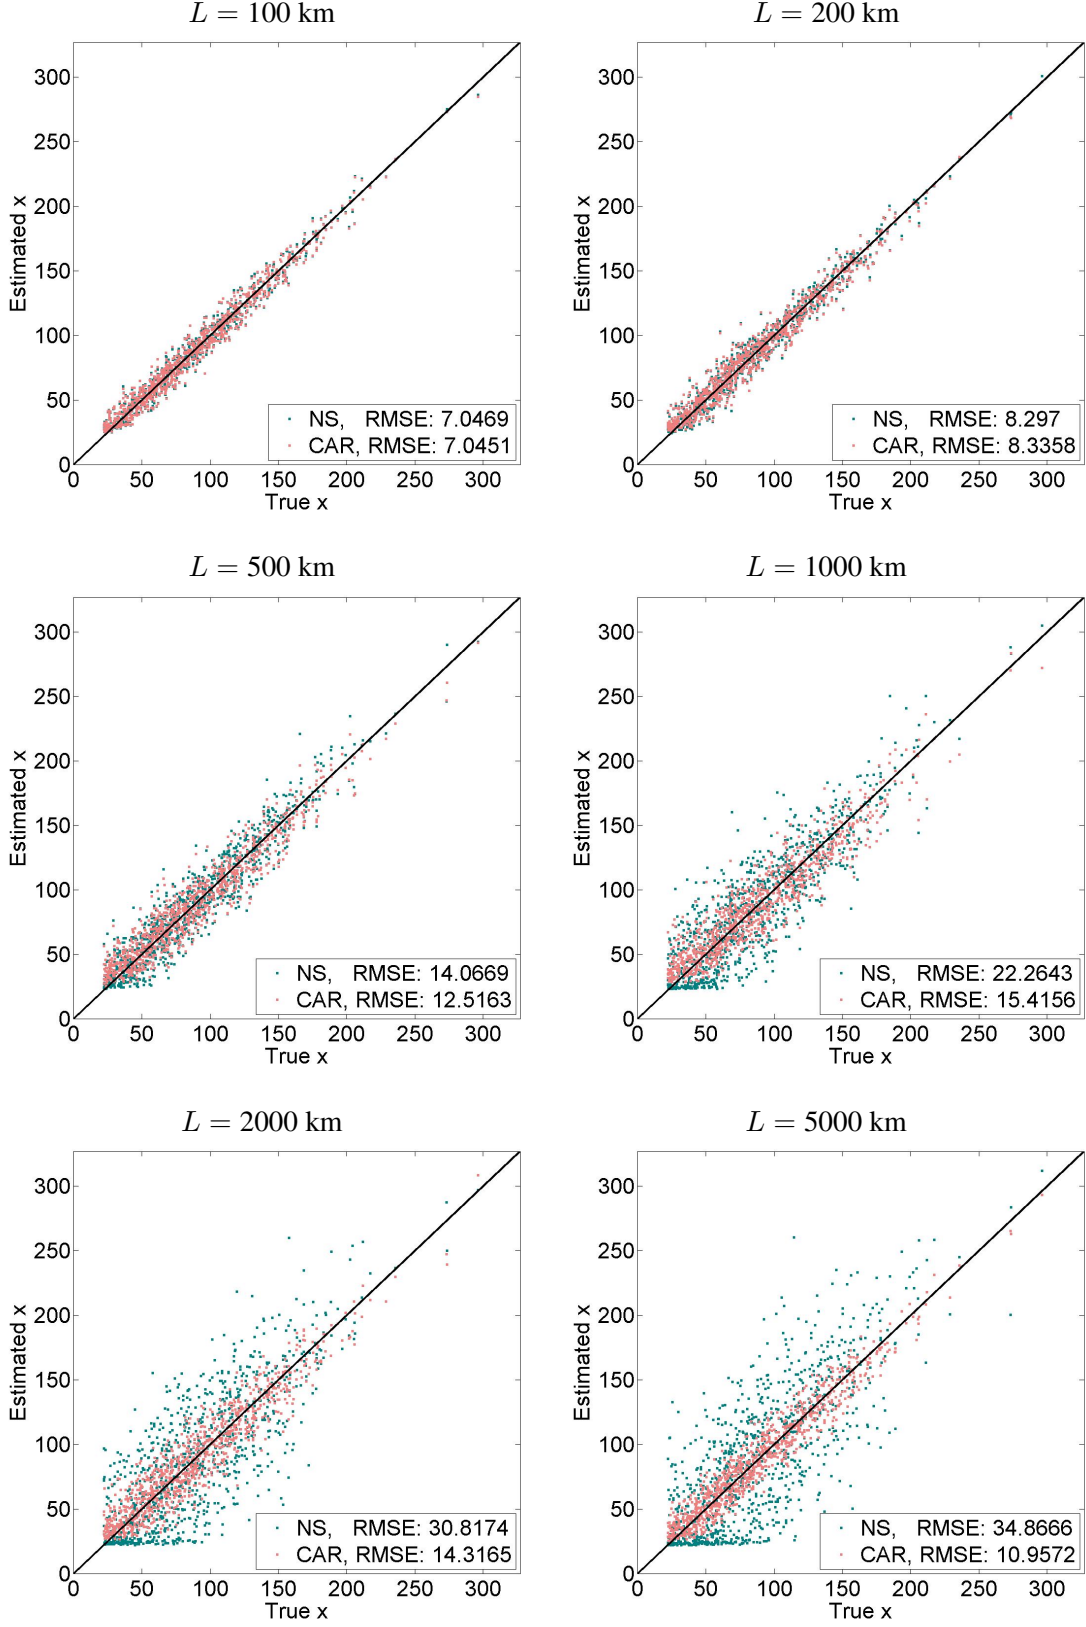 L = 100 km
300
250
200
150
100
50
0
Estimated x
NS, RMSE: 7.0469
CAR, RMSE: 7.0451
0 50 100 150 200 250 300
True x
L = 200 km
300
250
200
150
100
50
0
Estimated x
NS, RMSE: 8.297
CAR, RMSE: 8.3358
0 50 100 150 200 250 300
True x
L = 500 km
300
250
200
150
100
50
0
Estimated x
NS, RMSE: 14.0669
CAR, RMSE: 12.5163
0 50 100 150 200 250 300
True x
L = 1000 km
300
250
200
150
100
50
0
Estimated x
NS, RMSE: 22.2643
CAR, RMSE: 15.4156
0 50 100 150 200 250 300
True x
L = 2000 km
300
250
200
150
100
50
0
Estimated x
NS, RMSE: 30.8174
CAR, RMSE: 14.3165
0 50 100 150 200 250 300
True x
L = 5000 km
300
250
200
150
100
50
0
Estimated x
NS, RMSE: 34.8666
CAR, RMSE: 10.9572
0 50 100 150 200 250 300
True x